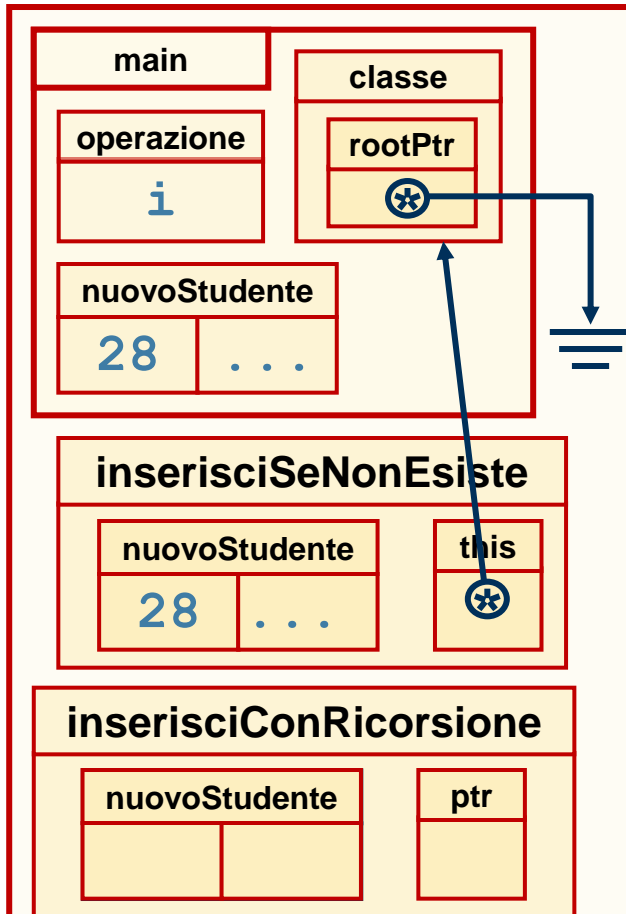 main
classe
operazione
rootPtr
i
*
nuovoStudente
28 ...
inserisciSeNonEsiste
nuovoStudente
this
28 ...
*
inserisciConRicorsione
nuovoStudente
ptr